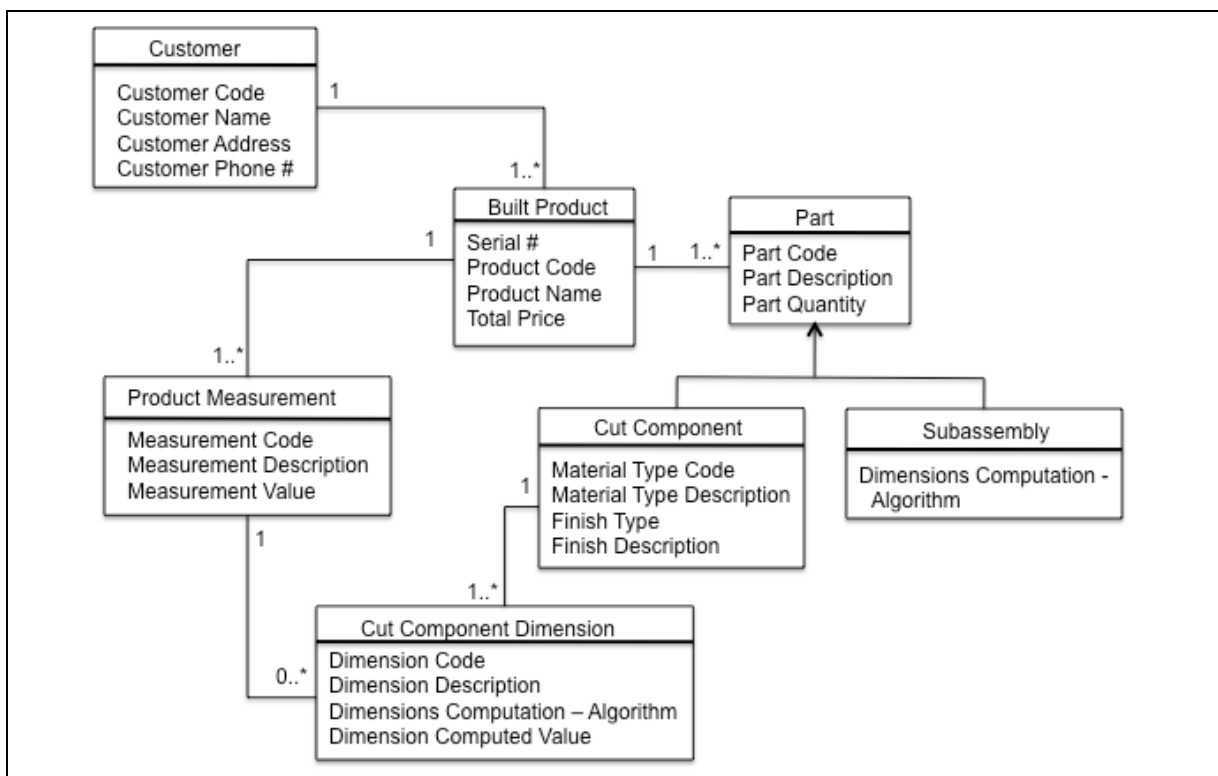 Customer
Customer Code
Customer Name
Customer Address
Customer Phone #
1
1..*
Built Product
Serial #
Product Code
Product Name
Total Price
1
1..*
Part
Part Code
Part Description
Part Quantity
1
1..*
Product Measurement
Measurement Code
Measurement Description
Measurement Value
Cut Component
Material Type Code
Material Type Description
Finish Type
Finish Description
Subassembly
Dimensions Computation -
Algorithm
1
1..*
1
0..*
Cut Component Dimension
Dimension Code
Dimension Description
Dimensions Computation – Algorithm
Dimension Computed Value